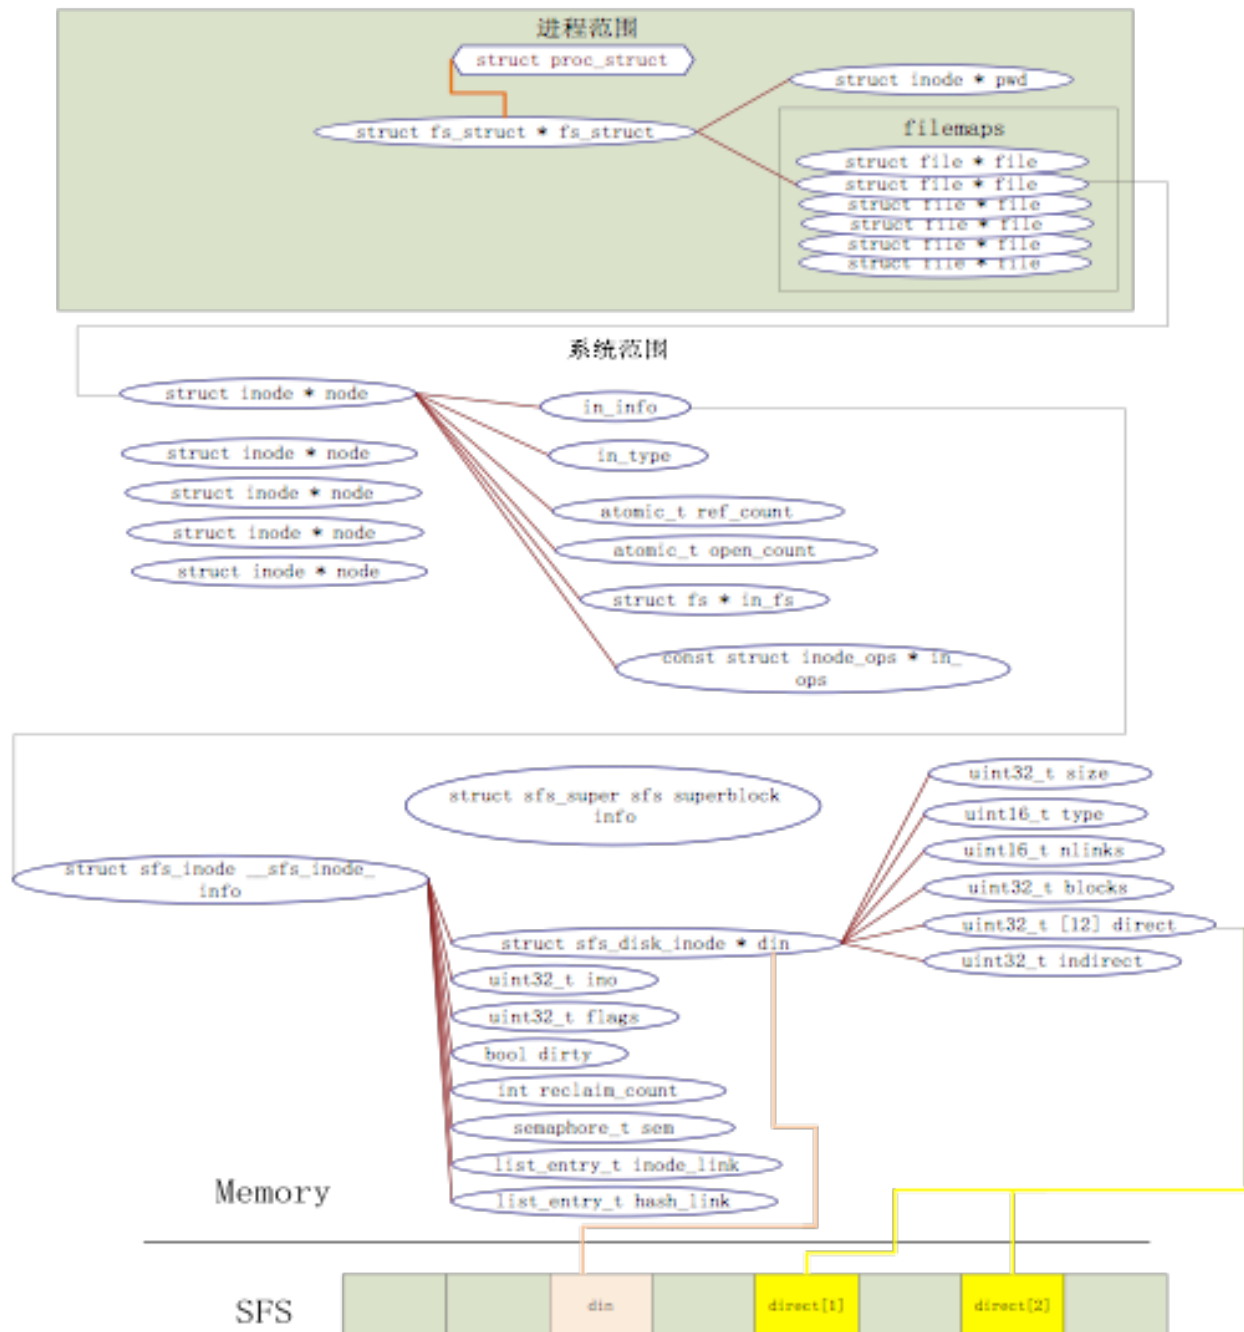 进程范围
struct proc_struct
struct inode * pwd
struct fs_struct * fs_struct
filemaps
struct file * file
struct file * file
struct file * file
struct file * file
struct file * file
struct file * file
系统范围
struct inode * node
in_info
struct inode * node
in_type
struct inode * node
atomic_t ref_count
struct inode * node
atomic_t open_count
struct inode * node
struct fs * in_fs
const struct inode_ops * in_
ops
struct sfs_super sfs superblock
info
uint32_t size
uint16_t type
uint16_t nlinks
struct sfs_inode __sfs_inode_
info
uint32_t blocks
uint32_t [12] direct
struct sfs_disk_inode * din
uint32_t indirect
uint32_t ino
uint32_t flags
bool dirty
int reclaim_count
semaphore_t sem
list_entry_t inode_link
Memory
list_entry_t hash_link
SFS
din
direct[1]
direct[2]